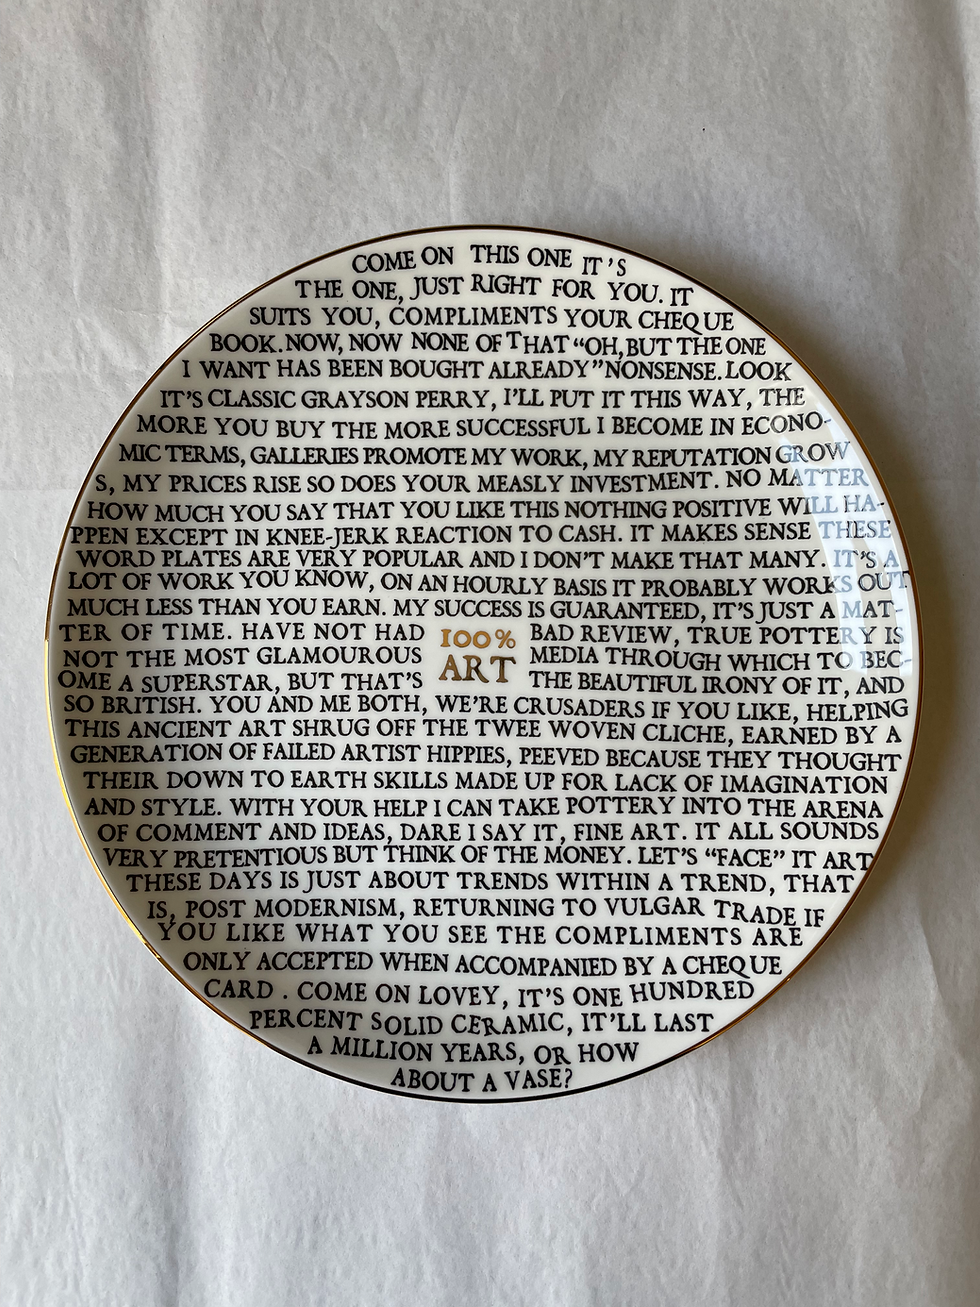 COME ON THIS ONE IT'S
THE ONE, JUST RIGHT FOR YOU. IT
SUITS YOU, COMPLIMENTS YOUR CHEQUE
BOOK. NOW, NOW NONE OF THAT "OH, BUT THE ONE
I WANT HAS BEEN BOUGHT ALREADY" NONSENSE. LOOK
IT'S CLASSIC GRAYSON PERRY, I'LL PUT IT THIS WAY, THE
MORE YOU BUY THE MORE SUCCESSFUL I BECOME IN ECONO-
MIC TERMS, GALLERIES PROMOTE MY WORK, MY REPUTATION GROW
S, MY PRICES RISE SO DOES YOUR MEASLY INVESTMENT. NO MATTER
HOW MUCH YOU SAY THAT YOU LIKE THIS NOTHING POSITIVE WILL HA-
PPEN EXCEPT IN KNEE-JERK REACTION TO CASH. IT MAKES SENSE THESE
WORD PLATES ARE VERY POPULAR AND I DON'T MAKE THAT MANY. IT'S A
LOT OF WORK YOU KNOW, ON AN HOURLY BASIS IT PROBABLY WORKS OUT
MUCH LESS THAN YOU EARN. MY SUCCESS IS GUARANTEED, IT'S JUST A MAT-
TER OF TIME. HAVE NOT HAD 100% BAD REVIEW, TRUE POTTERY IS
NOT THE MOST GLAMOUROUS ART MEDIA THROUGH WHICH TO BEC-
OME A SUPERSTAR, BUT THAT'S THE BEAUTIFUL IRONY OF IT, AND
SO BRITISH. YOU AND ME BOTH, WE'RE CRUSADERS IF YOU LIKE, HELPING
THIS ANCIENT ART SHRUG OFF THE TWEE WOVEN CLICHE, EARNED BY A
GENERATION OF FAILED ARTIST HIPPIES, PEEVED BECAUSE THEY THOUGHT
THEIR DOWN TO EARTH SKILLS MADE UP FOR LACK OF IMAGINATION
AND STYLE. WITH YOUR HELP I CAN TAKE POTTERY INTO THE ARENA
OF COMMENT AND IDEAS, DARE I SAY IT, FINE ART. IT ALL SOUNDS
VERY PRETENTIOUS BUT THINK OF THE MONEY. LET'S "FACE" IT ART
THESE DAYS IS JUST ABOUT TRENDS WITHIN A TREND, THAT
IS, POST MODERNISM, RETURNING TO VULGAR TRADE IF
YOU LIKE WHAT YOU SEE THE COMPLIMENTS ARE
ONLY ACCEPTED WHEN ACCOMPANIED BY A CHEQUE
CARD . COME ON LOVEY, IT'S ONE HUNDRED
PERCENT SOLID CERAMIC, IT'LL LAST
A MILLION YEARS, OR HOW
ABOUT A VASE?